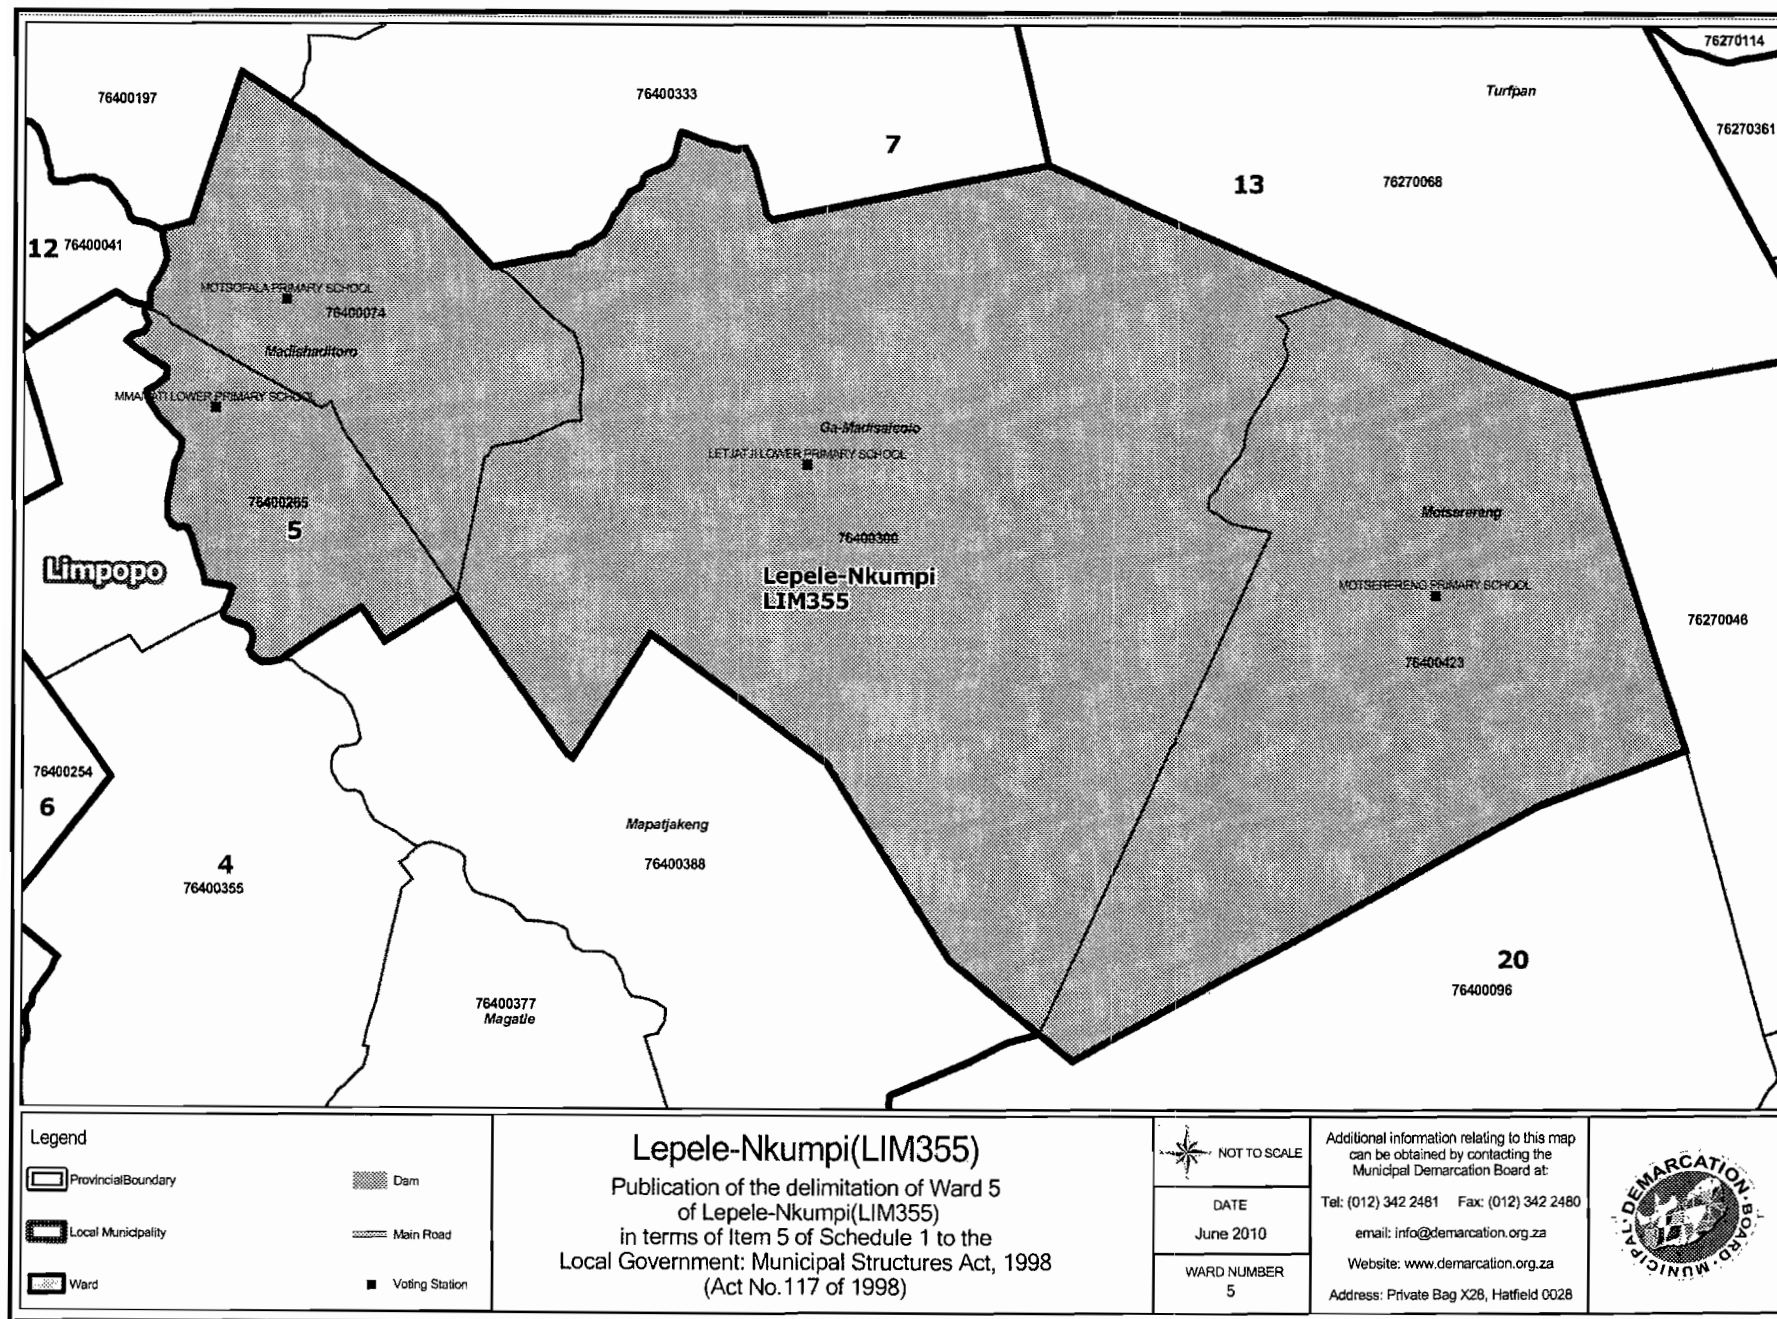 76270114
76400197
76400333
Turfpan
76270361
7
13
76270068
12 76400041
MOTSOFALA PRIMARY SCHOOL
76400074
Madishaditoro
LOWER PRIMARY SCHOOL
LETJATJI LOWER PRIMARY SCHOOL
76400265
5
76400300
Motserereng
Limpopo
Lepele-Nkumpi
LIM355
MOTSERERENG PRIMARY SCHOOL
76270046
76400423
76400254
6
Mapatjakeng
76400388
4
76400355
20
76400096
76400377
Magatle
Legend
ProvincialBoundary
Local Municipality
Ward
Dam
Main Road
Voting Station
Lepele-Nkumpi(LIM355)
Publication of the delimitation of Ward 5
of Lepele-Nkumpi(LIM355)
in terms of Item 5 of Schedule 1 to the
Local Government: Municipal Structures Act, 1998
(Act No.117 of 1998)
NOT TO SCALE
DATE
June 2010
WARD NUMBER
5
Additional information relating to this map
can be obtained by contacting the
Municipal Demarcation Board at:
Tel: (012) 342 2481 Fax: (012) 342 2480
email: info@demarcation.org.za
Website: www.demarcation.org.za
Address: Private Bag X28, Hatfield 0028
MUNICIPAL DEMARCATION BOARD